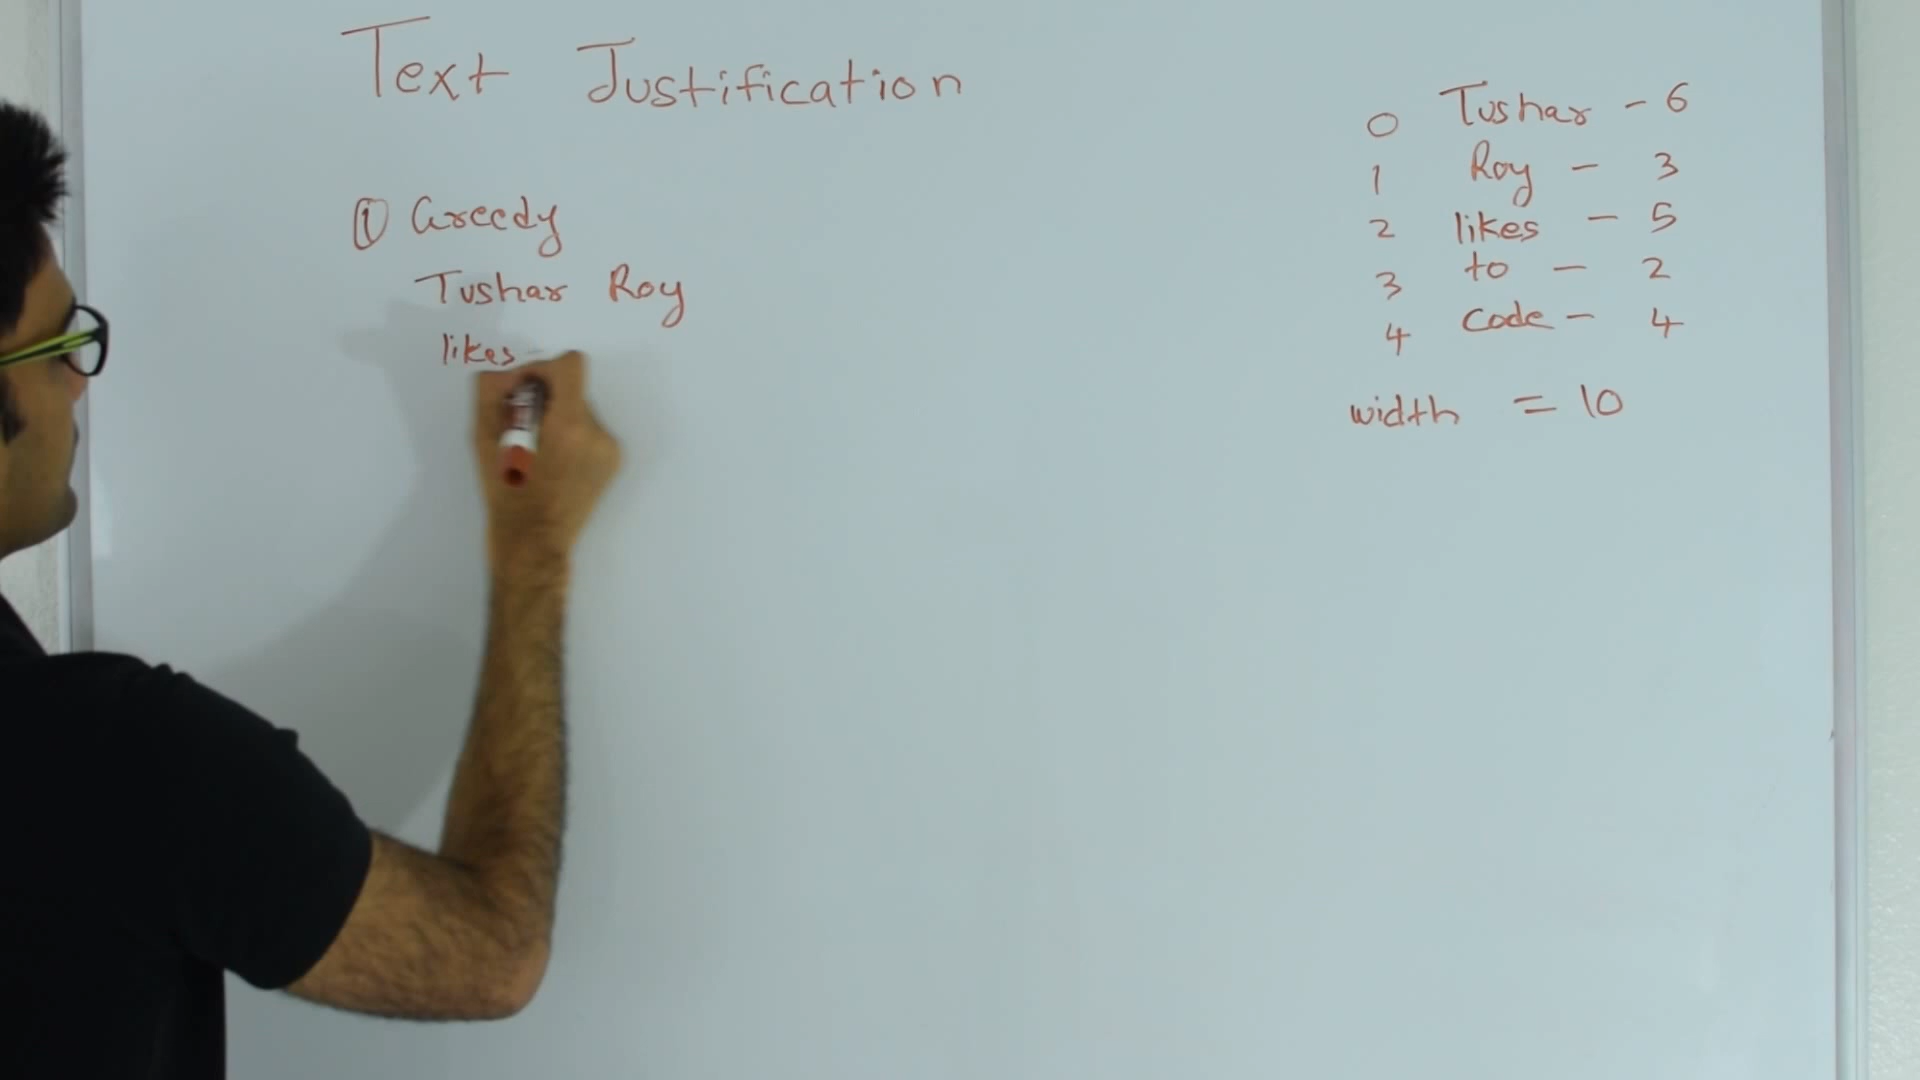 Text Justification
① Greedy
Tushar Roy
likes
0 Tushar - 6
1 Roy - 3
2 likes - 5
3 to - 2
4 Code - 4
width = 10